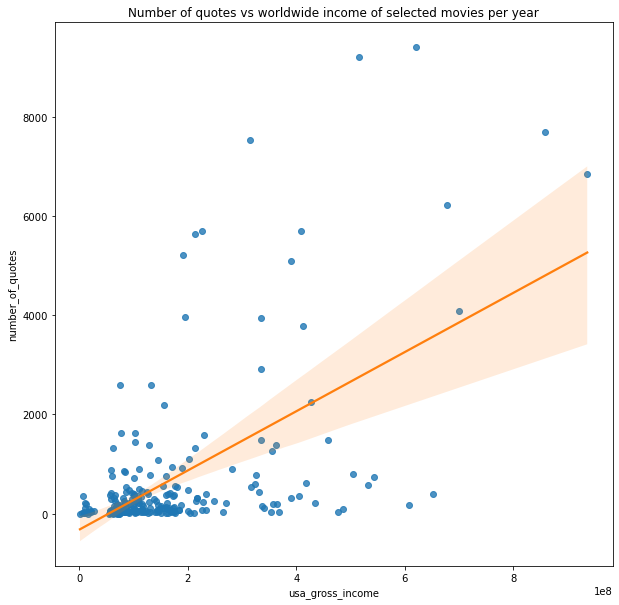 Number of quotes vs worldwide income of selected movies per year
8000
6000
4000
2000
0
number_of_quotes
0 2 4 6 8
1e8
usa_gross_income